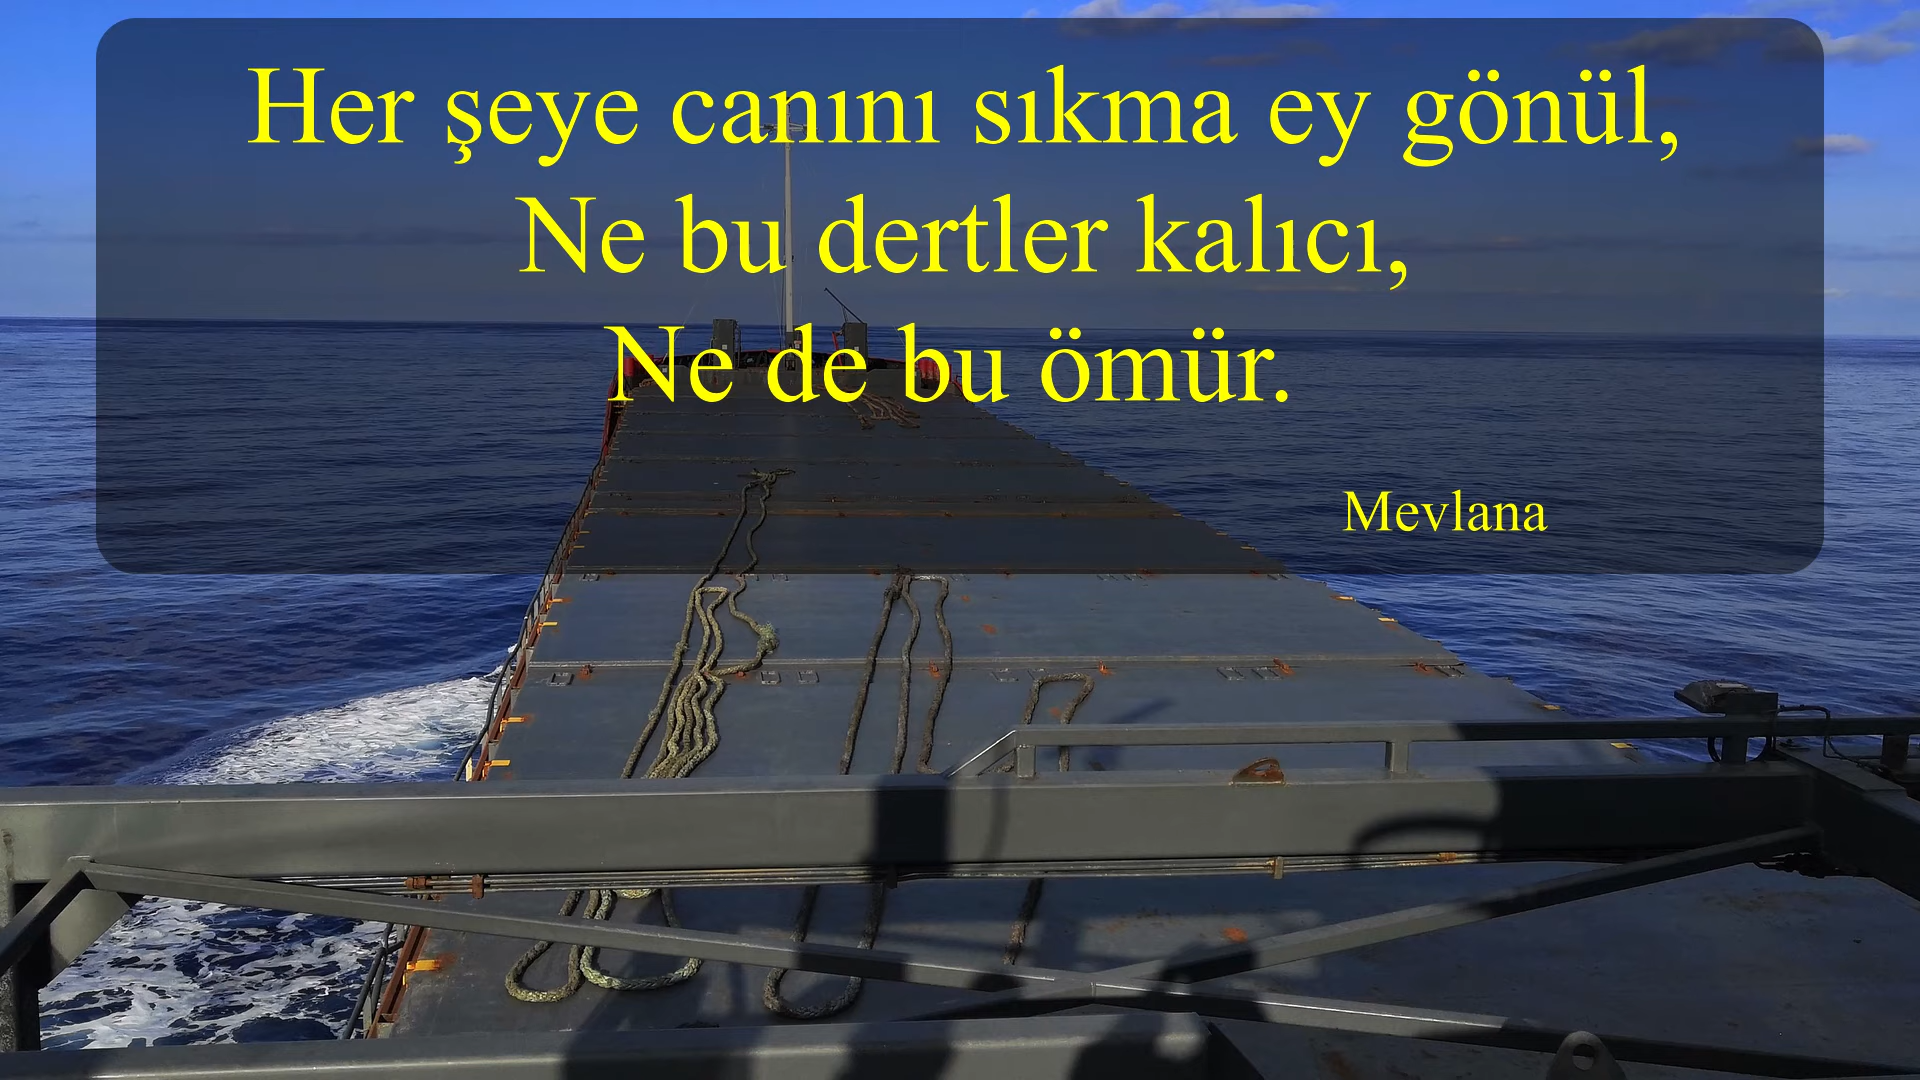 Her şeye canını sıkma ey gönül,
Ne bu dertler kalıcı,
Ne de bu ömür.
Mevlana